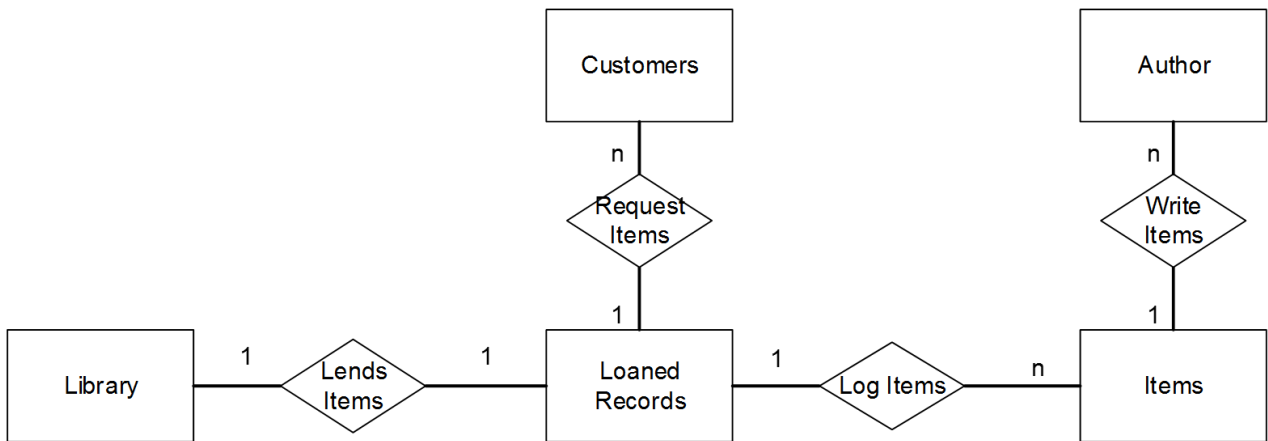 Customers
Author
n
n
Request
Items
Write
Items
1
1
Library
1
Lends
Items
1
Loaned
Records
1
Log Items
n
Items